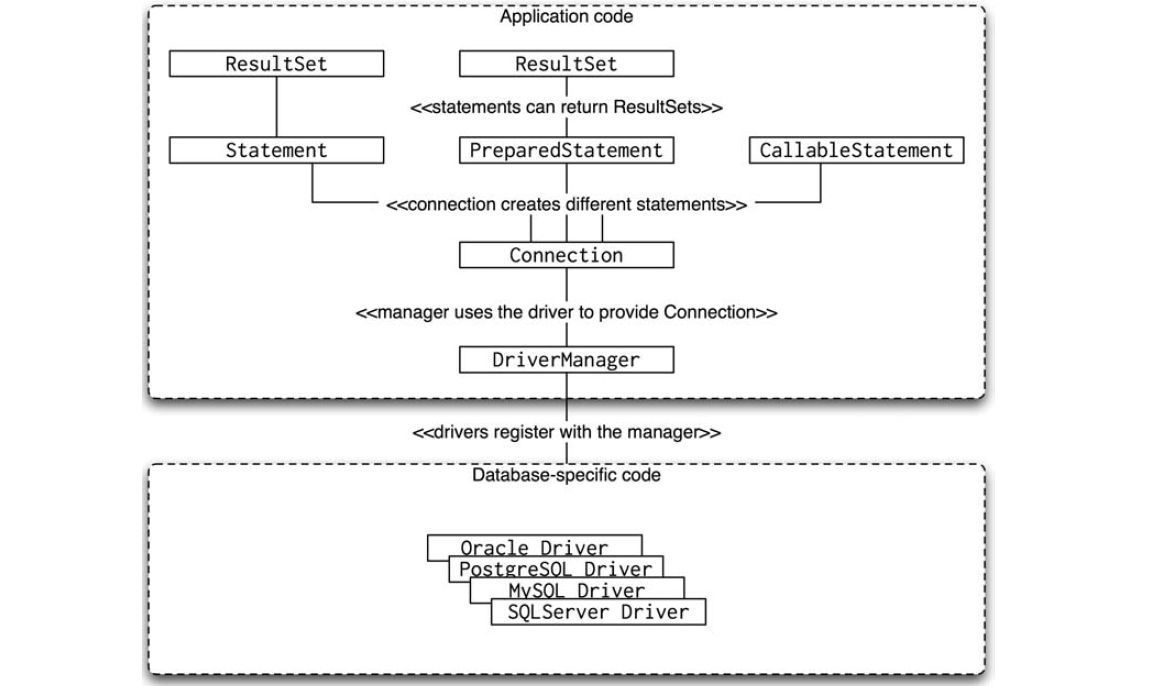 Application code
ResultSet
ResultSet
<<statements can return ResultSets>>
Statement
PreparedStatement
CallableStatement
<<connection creates different statements>>
Connection
<<manager uses the driver to provide Connection>>
DriverManager
<<drivers register with the manager>>
Database-specific code
Oracle Driver
PostgreSQL Driver
MySQL Driver
SQLServer Driver